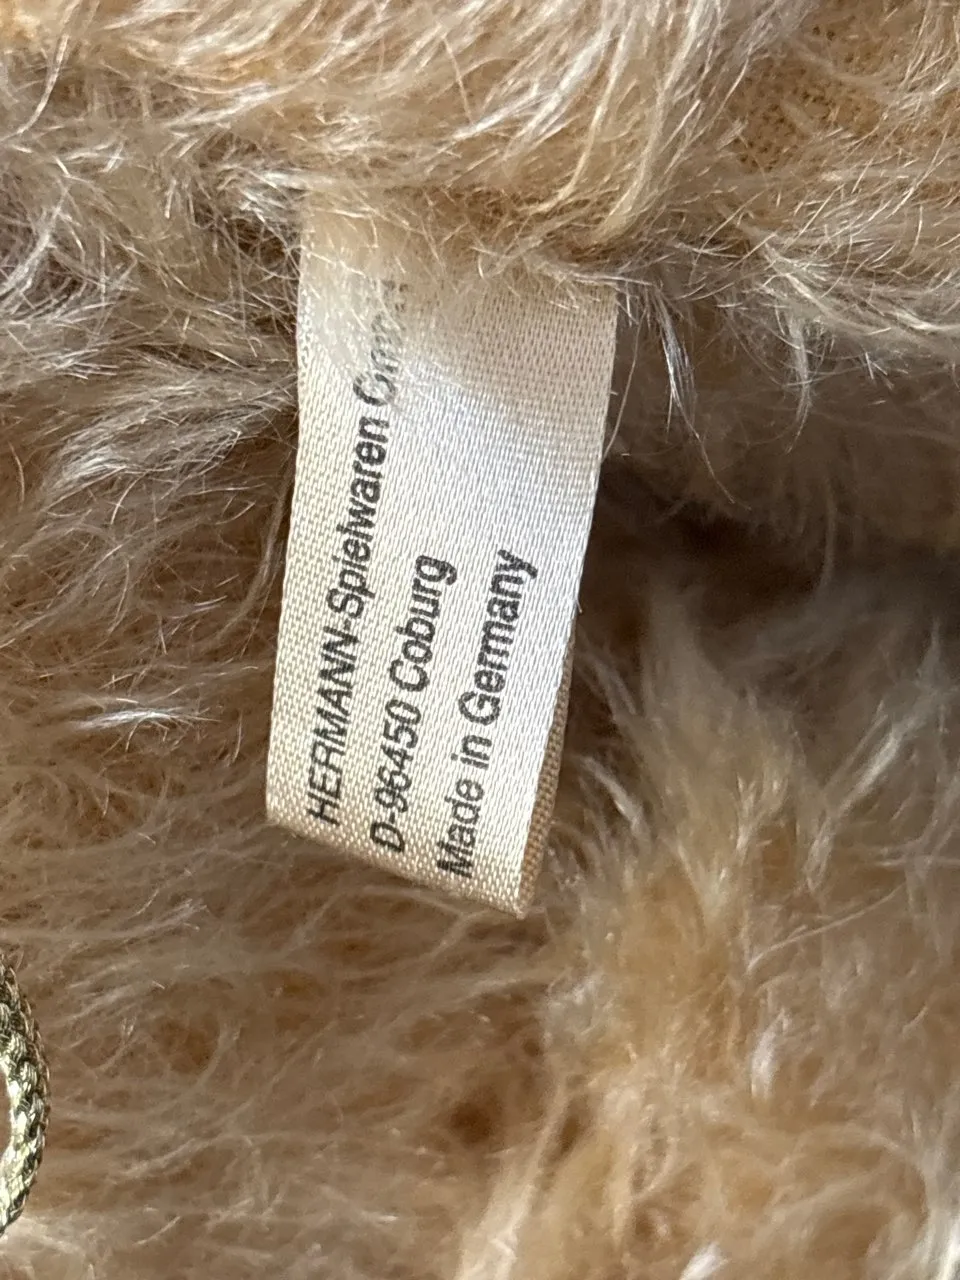 HERMANN-Spielwaren
D-96450 Coburg
Made in Germany